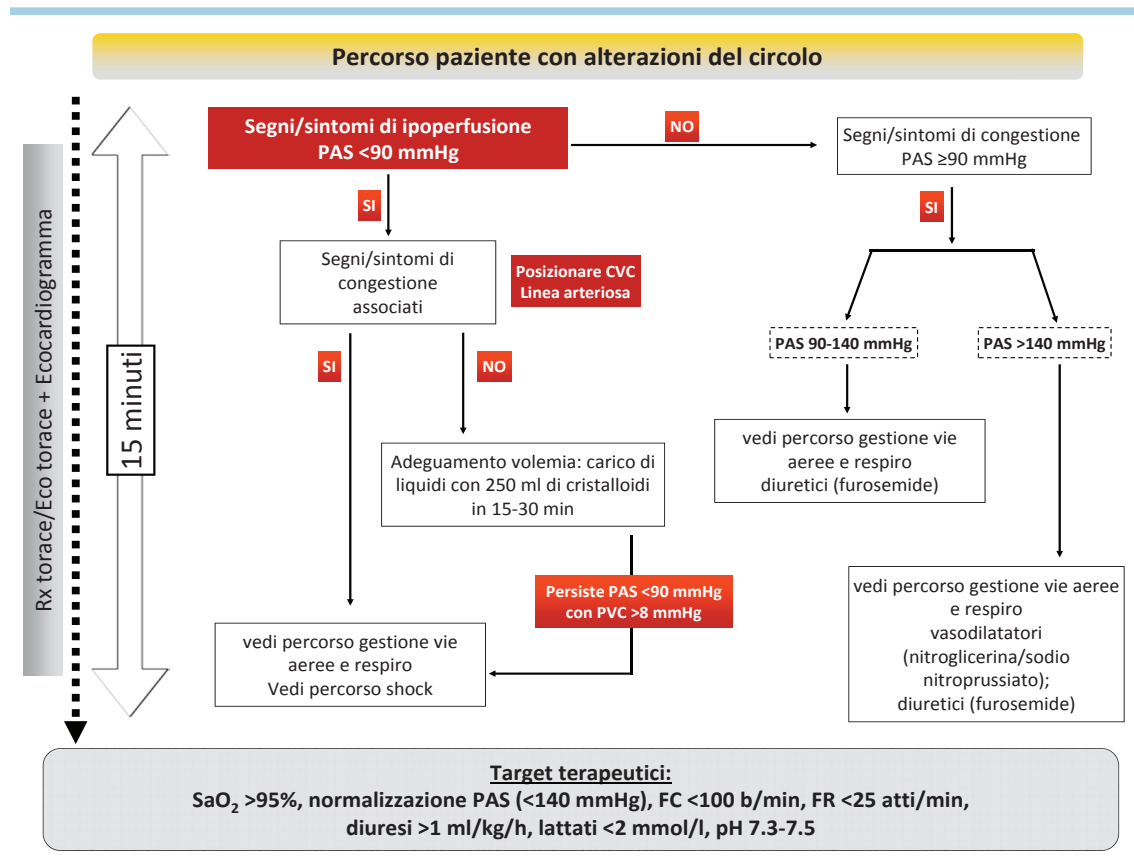 Percorso paziente con alterazioni del circolo
Rx torace/Eco torace + Ecocardiogramma
15 minuti
Segni/sintomi di ipoperfusione
PAS <90 mmHg
NO
Segni/sintomi di congestione
PAS ≥90 mmHg
SI
SI
Segni/sintomi di
congestione
associati
Posizionare CVC
Linea arteriosa
PAS 90-140 mmHg
PAS >140 mmHg
SI
NO
vedi percorso gestione vie
aeree e respiro
diuretici (furosemide)
Adeguamento volemia: carico di
liquidi con 250 ml di cristalloidi
in 15-30 min
Persiste PAS <90 mmHg
con PVC >8 mmHg
vedi percorso gestione vie aeree
e respiro
vasodilatatori
(nitroglicerina/sodio
nitroprussiato);
diuretici (furosemide)
vedi percorso gestione vie
aeree e respiro
Vedi percorso shock
Target terapeutici:
SaO₂ >95%, normalizzazione PAS (<140 mmHg), FC <100 b/min, FR <25 atti/min,
diuresi >1 ml/kg/h, lattati <2 mmol/l, pH 7.3-7.5